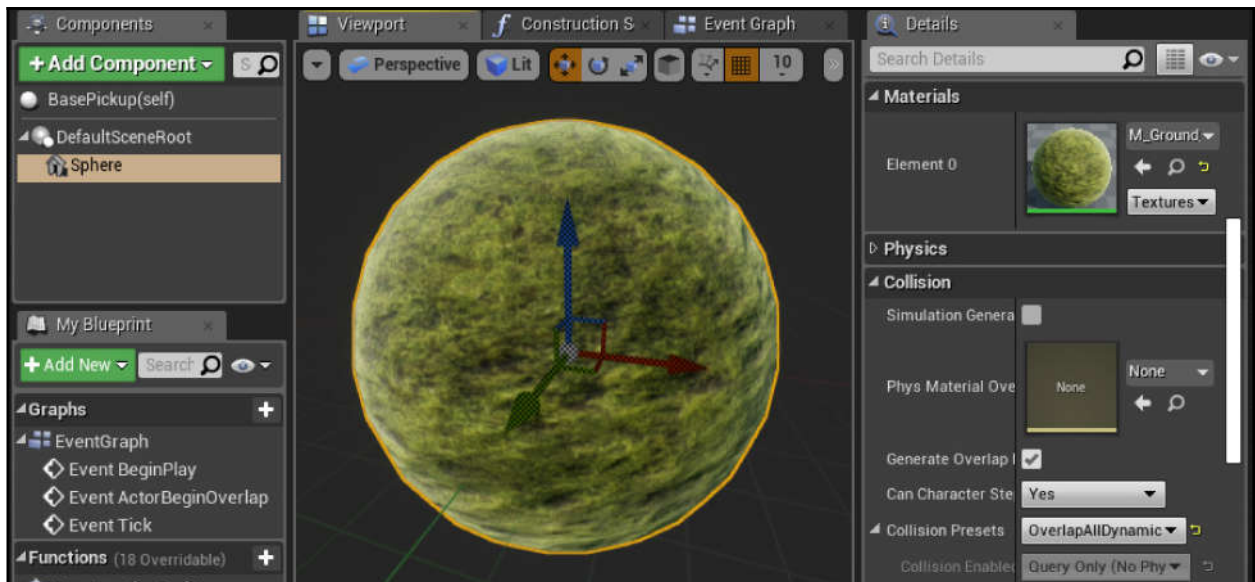 Components
+ Add Component
S
BasePickup(self)
DefaultSceneRoot
Sphere
My Blueprint
+ Add New
Search
Graphs
EventGraph
Event BeginPlay
Event ActorBeginOverlap
Event Tick
Functions (18 Overridable)
Viewport
Construction S
Event Graph
Perspective
Lit
10
Details
Search Details
Materials
Element 0
M_Ground
Textures
Physics
Collision
Simulation Genera
Phys Material Ove
None
None
Generate Overlap
Can Character Ste
Yes
Collision Presets
OverlapAllDynamic
Collision Enabled
Query Only (No Phy